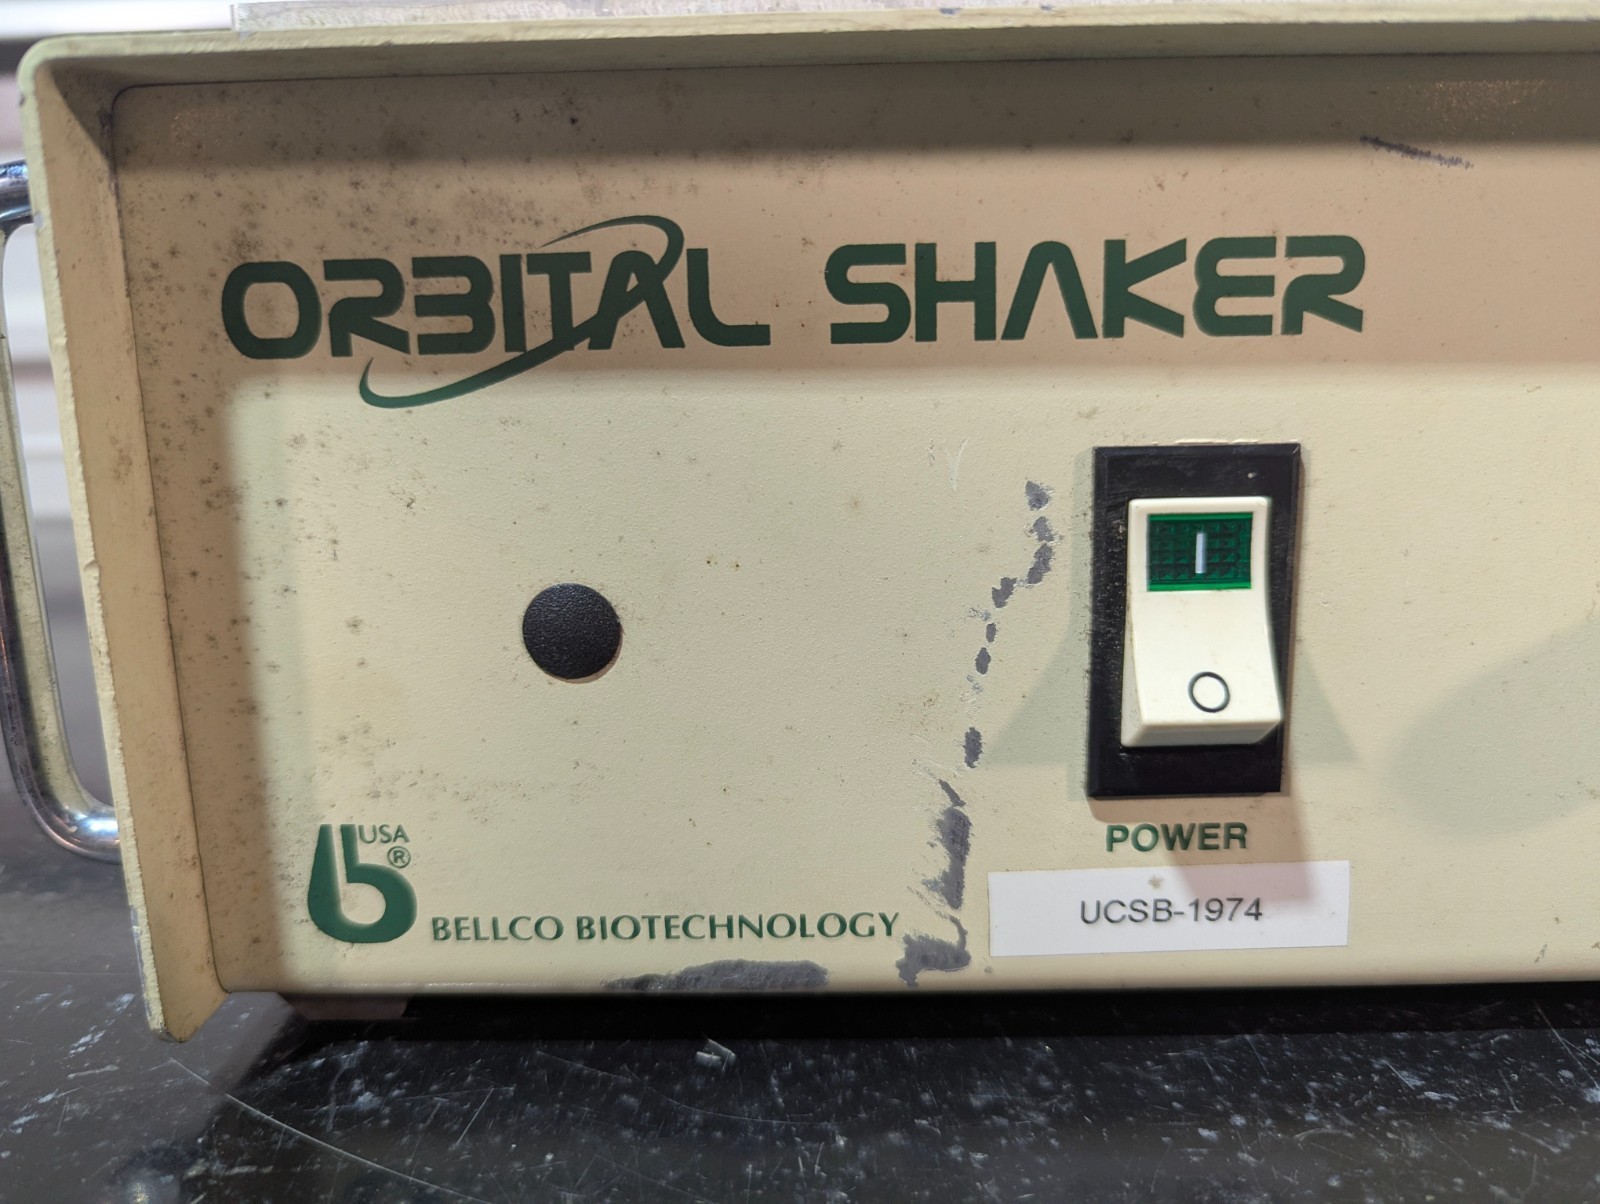 ORBITAL SHAKER
I
O
POWER
USA
b
®
BELLCO BIOTECHNOLOGY
UCSB-1974